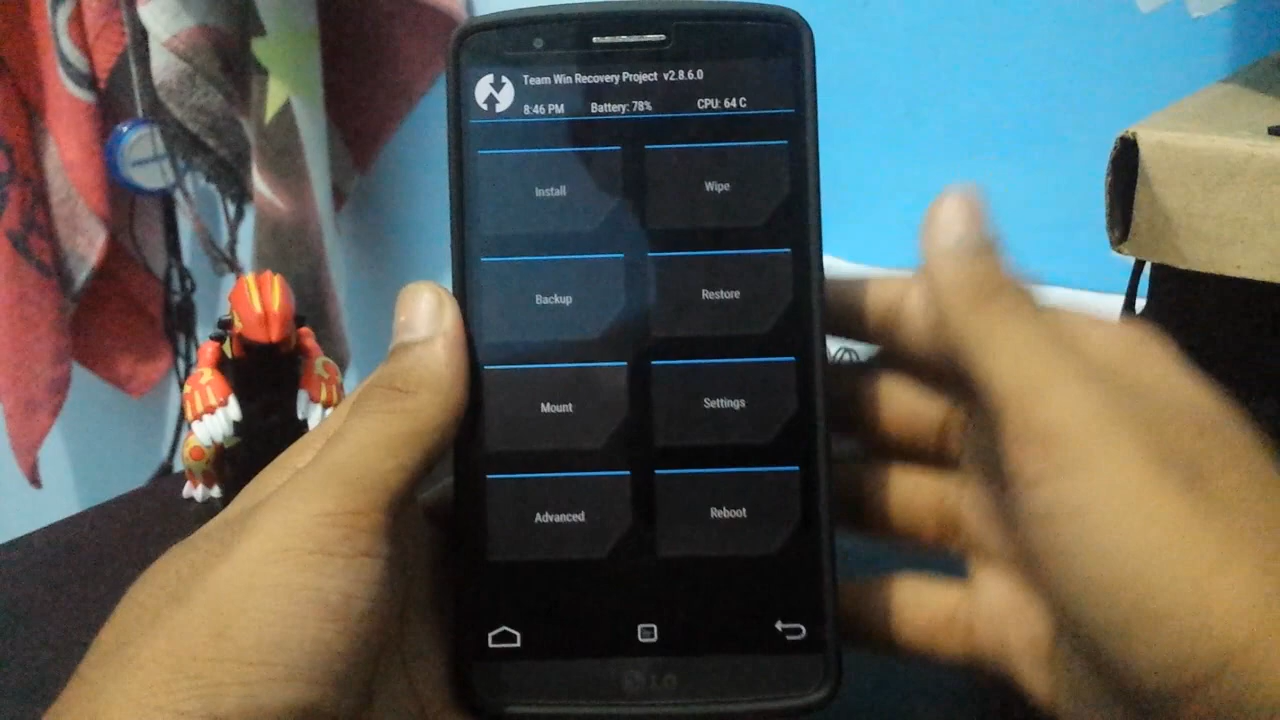 Team Win Recovery Project v2.8.6.0
8:46 PM Battery: 78% CPU: 64 C
Install Wipe
Backup Restore
Mount Settings
Advanced Reboot
LG